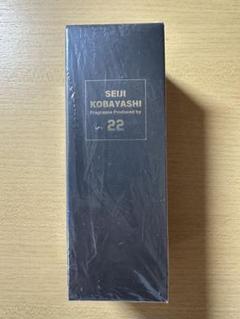 SEIJI
KOBAYASHI
Fragrance Produced by
22